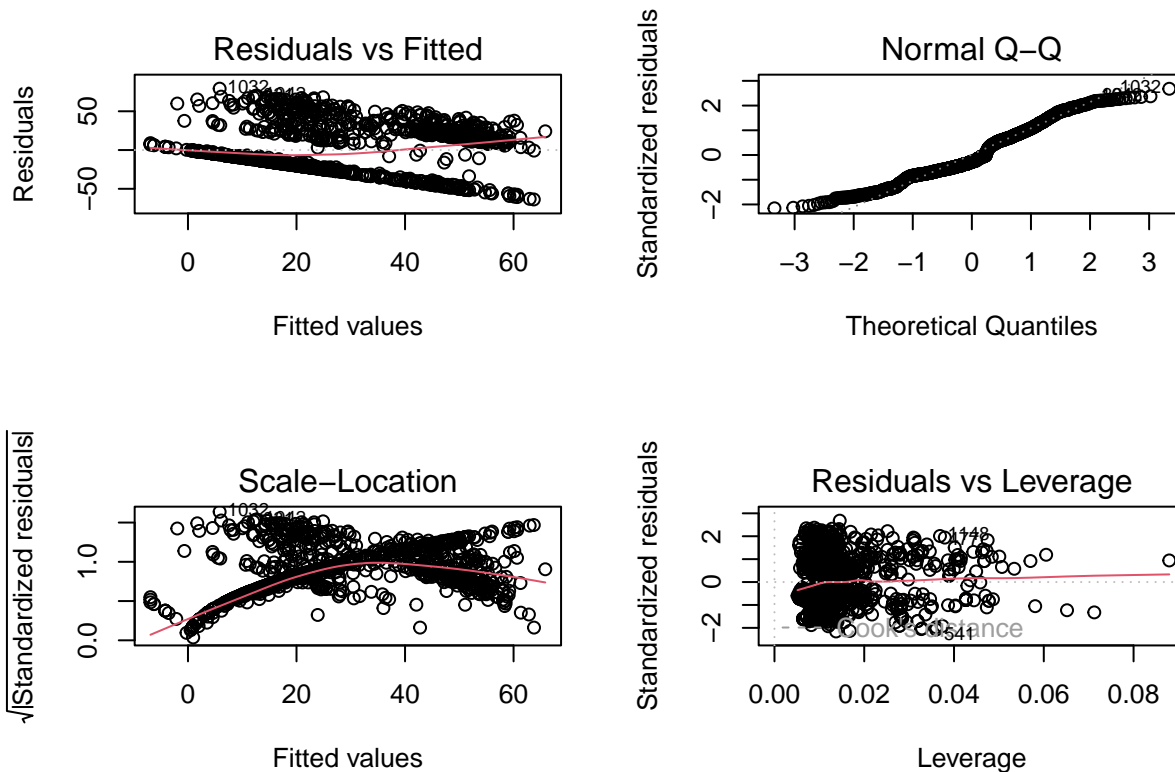 Residuals vs Fitted
Residuals
50
−50
1032
0
20
40
60
Fitted values
Normal Q−Q
Standardized residuals
2
0
−2
1032
−3
−2
−1
0
1
2
3
Theoretical Quantiles
Scale−Location
√|Standardized residuals|
1.0
0.0
1032
0
20
40
60
Fitted values
Residuals vs Leverage
Standardized residuals
2
0
−2
1148
Cook's distance
541
0.00
0.02
0.04
0.06
0.08
Leverage